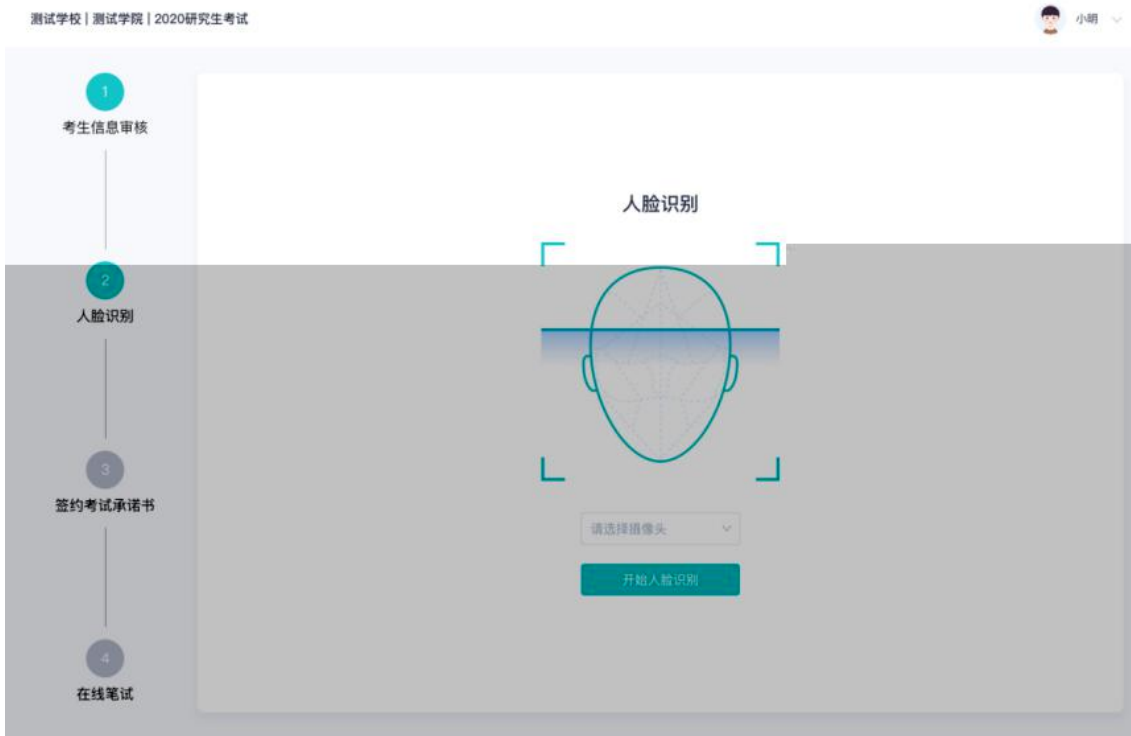 测试学校 | 测试学院 | 2020研究生考试
小明
1
考生信息审核
人脸识别
2
人脸识别
3
签约考试承诺书
请选择摄像头
开始人脸识别
4
在线笔试